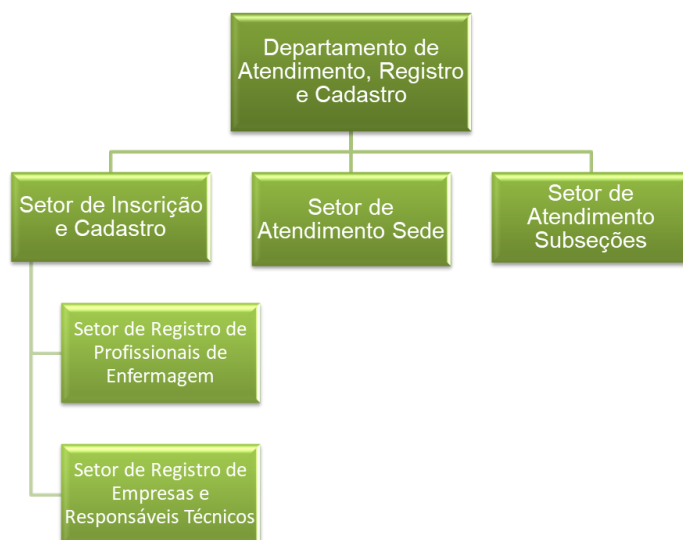 Departamento de
Atendimento, Registro
e Cadastro
Setor de Inscrição
e Cadastro
Setor de
Atendimento Sede
Setor de
Atendimento
Subseções
Setor de Registro de
Profissionais de
Enfermagem
Setor de Registro de
Empresas e
Responsáveis Técnicos